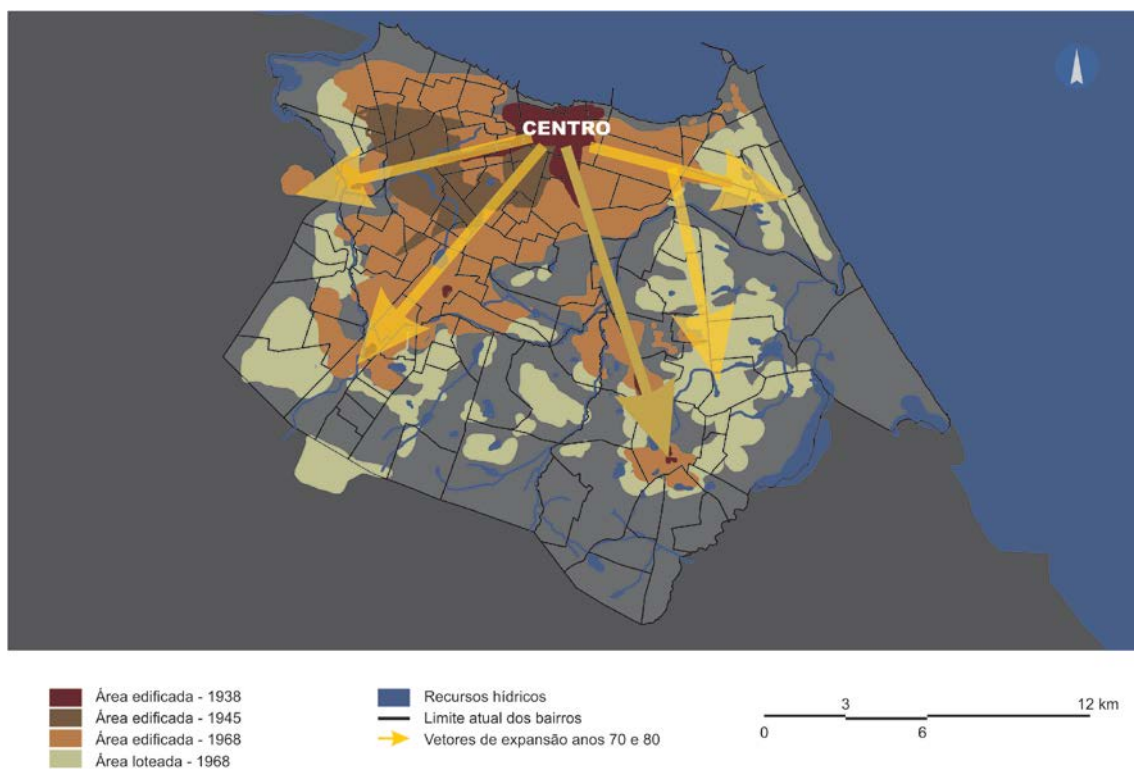 CENTRO
Área edificada - 1938
Área edificada - 1945
Área edificada - 1968
Área loteada - 1968
Recursos hídricos
Limite atual dos bairros
Vetores de expansão anos 70 e 80
3 12 km
0 6